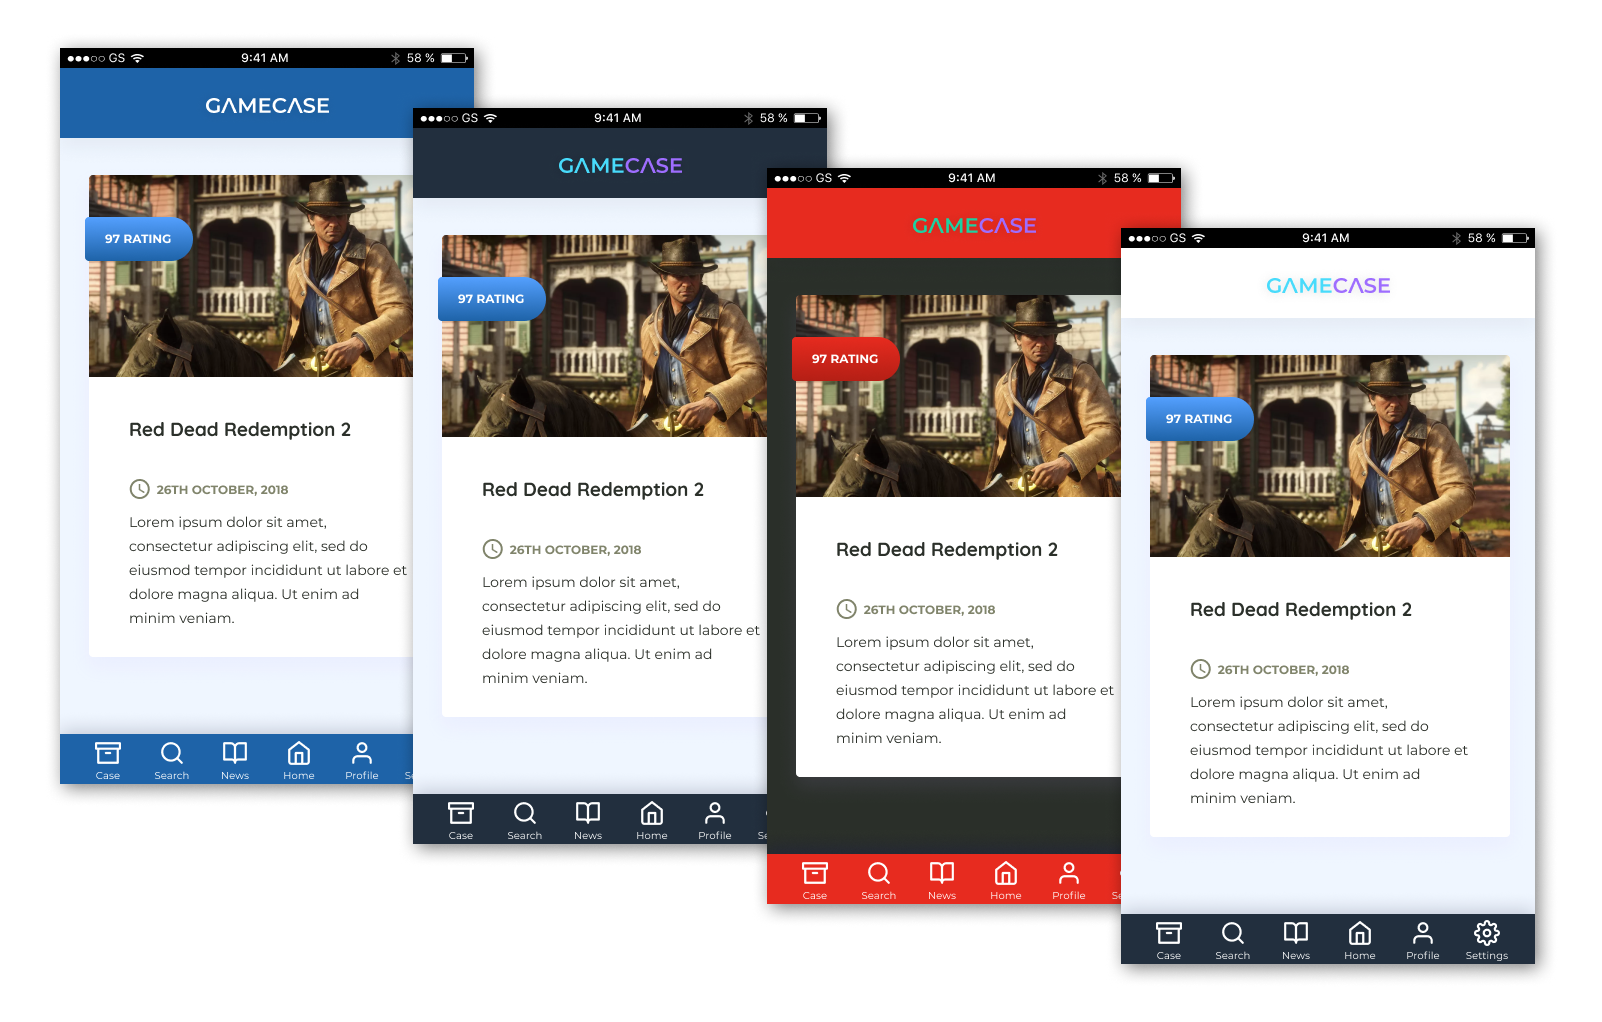 GS 9:41 AM 58 %
GAMECASE
97 RATING
Red Dead Redemption 2
26TH OCTOBER, 2018
Lorem ipsum dolor sit amet,
consectetur adipiscing elit, sed do
eiusmod tempor incididunt ut labore et
dolore magna aliqua. Ut enim ad
minim veniam.
Case Search News Home Profile
GS 9:41 AM 58 %
GAMECASE
97 RATING
Red Dead Redemption 2
26TH OCTOBER, 2018
Lorem ipsum dolor sit amet,
consectetur adipiscing elit, sed do
eiusmod tempor incididunt ut labore et
dolore magna aliqua. Ut enim ad
minim veniam.
Case Search News Home Profile
GS 9:41 AM 58 %
GAMECASE
97 RATING
Red Dead Redemption 2
26TH OCTOBER, 2018
Lorem ipsum dolor sit amet,
consectetur adipiscing elit, sed do
eiusmod tempor incididunt ut labore et
dolore magna aliqua. Ut enim ad
minim veniam.
Case Search News Home Profile
GS 9:41 AM 58 %
GAMECASE
97 RATING
Red Dead Redemption 2
26TH OCTOBER, 2018
Lorem ipsum dolor sit amet,
consectetur adipiscing elit, sed do
eiusmod tempor incididunt ut labore et
dolore magna aliqua. Ut enim ad
minim veniam.
Case Search News Home Profile Settings